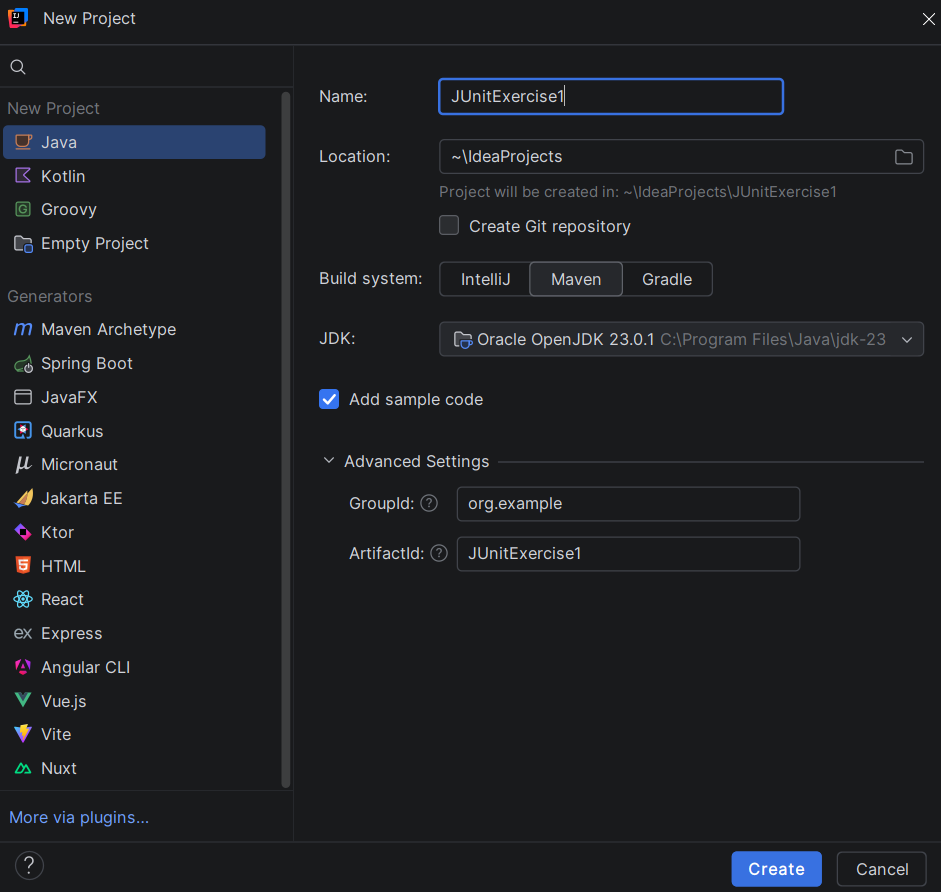 New Project
New Project
Java
Kotlin
G Groovy
Empty Project
Generators
m Maven Archetype
Spring Boot
JavaFX
Quarkus
μ Micronaut
Jakarta EE
Ktor
5 HTML
React
ex Express
Angular CLI
Vue.js
Vite
Nuxt
More via plugins...
?
Name: JUnitExercise1
Location: ~\IdeaProjects
Project will be created in: ~\IdeaProjects\JUnitExercise1
Create Git repository
Build system: IntelliJ Maven Gradle
JDK: Oracle OpenJDK 23.0.1 C:\Program Files\Java\jdk-23
Add sample code
Advanced Settings
GroupId: ? org.example
ArtifactId: ? JUnitExercise1
Create Cancel